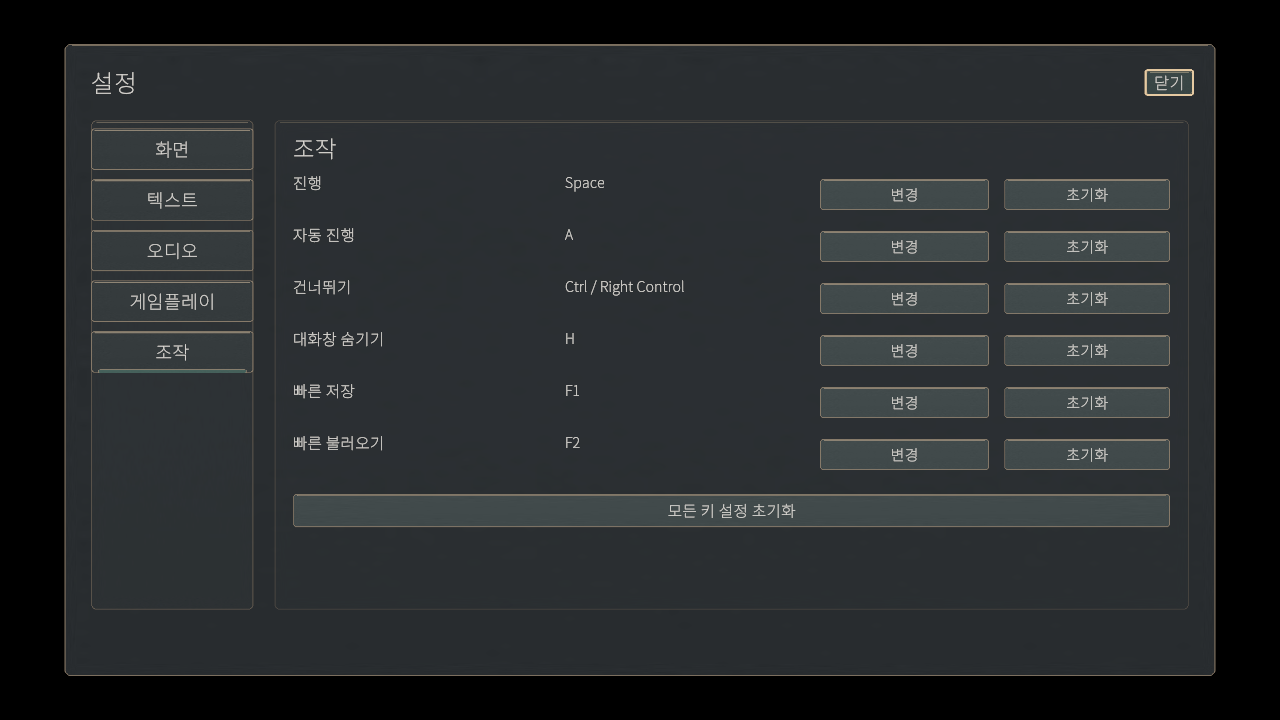 설정
닫기
화면
텍스트
오디오
게임플레이
조작
조작
진행 Space 변경 초기화
자동 진행 A 변경 초기화
건너뛰기 Ctrl / Right Control 변경 초기화
대화창 숨기기 H 변경 초기화
빠른 저장 F1 변경 초기화
빠른 불러오기 F2 변경 초기화
모든 키 설정 초기화